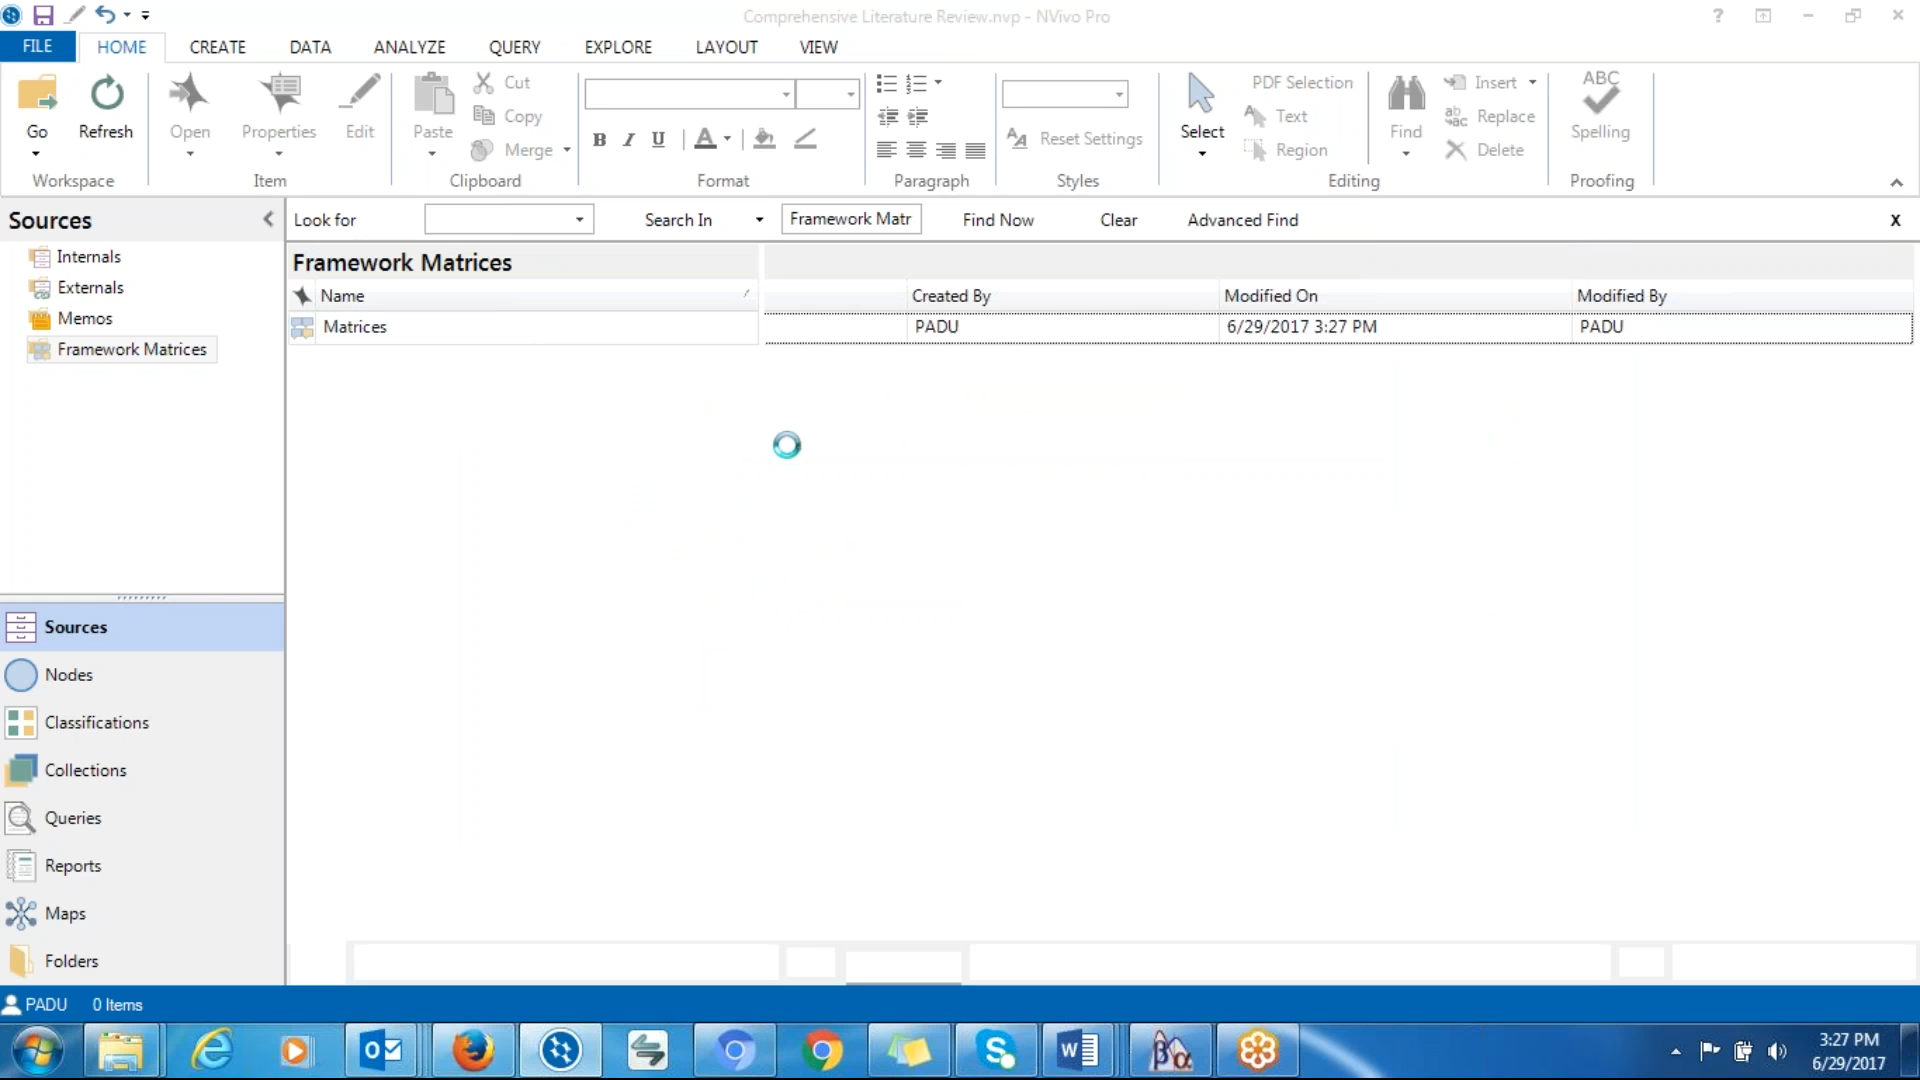 Comprehensive Literature Review.nvp - NVivo Pro
?
FILE HOME CREATE DATA ANALYZE QUERY EXPLORE LAYOUT VIEW
Go
Refresh
Workspace
Open
Properties
Edit
Item
Paste
Cut
Copy
Merge
Clipboard
B I U A
Format
Paragraph
Reset Settings
Styles
Select
PDF Selection
Text
Region
Find
Insert
Replace
Delete
Editing
ABC
Spelling
Proofing
Sources
Look for Search In Framework Matr Find Now Clear Advanced Find X
Internals
Externals
Memos
Framework Matrices
Framework Matrices
Name Created By Modified On Modified By
Matrices PADU 6/29/2017 3:27 PM PADU
Sources
Nodes
Classifications
Collections
Queries
Reports
Maps
Folders
PADU 0 Items
3:27 PM
6/29/2017